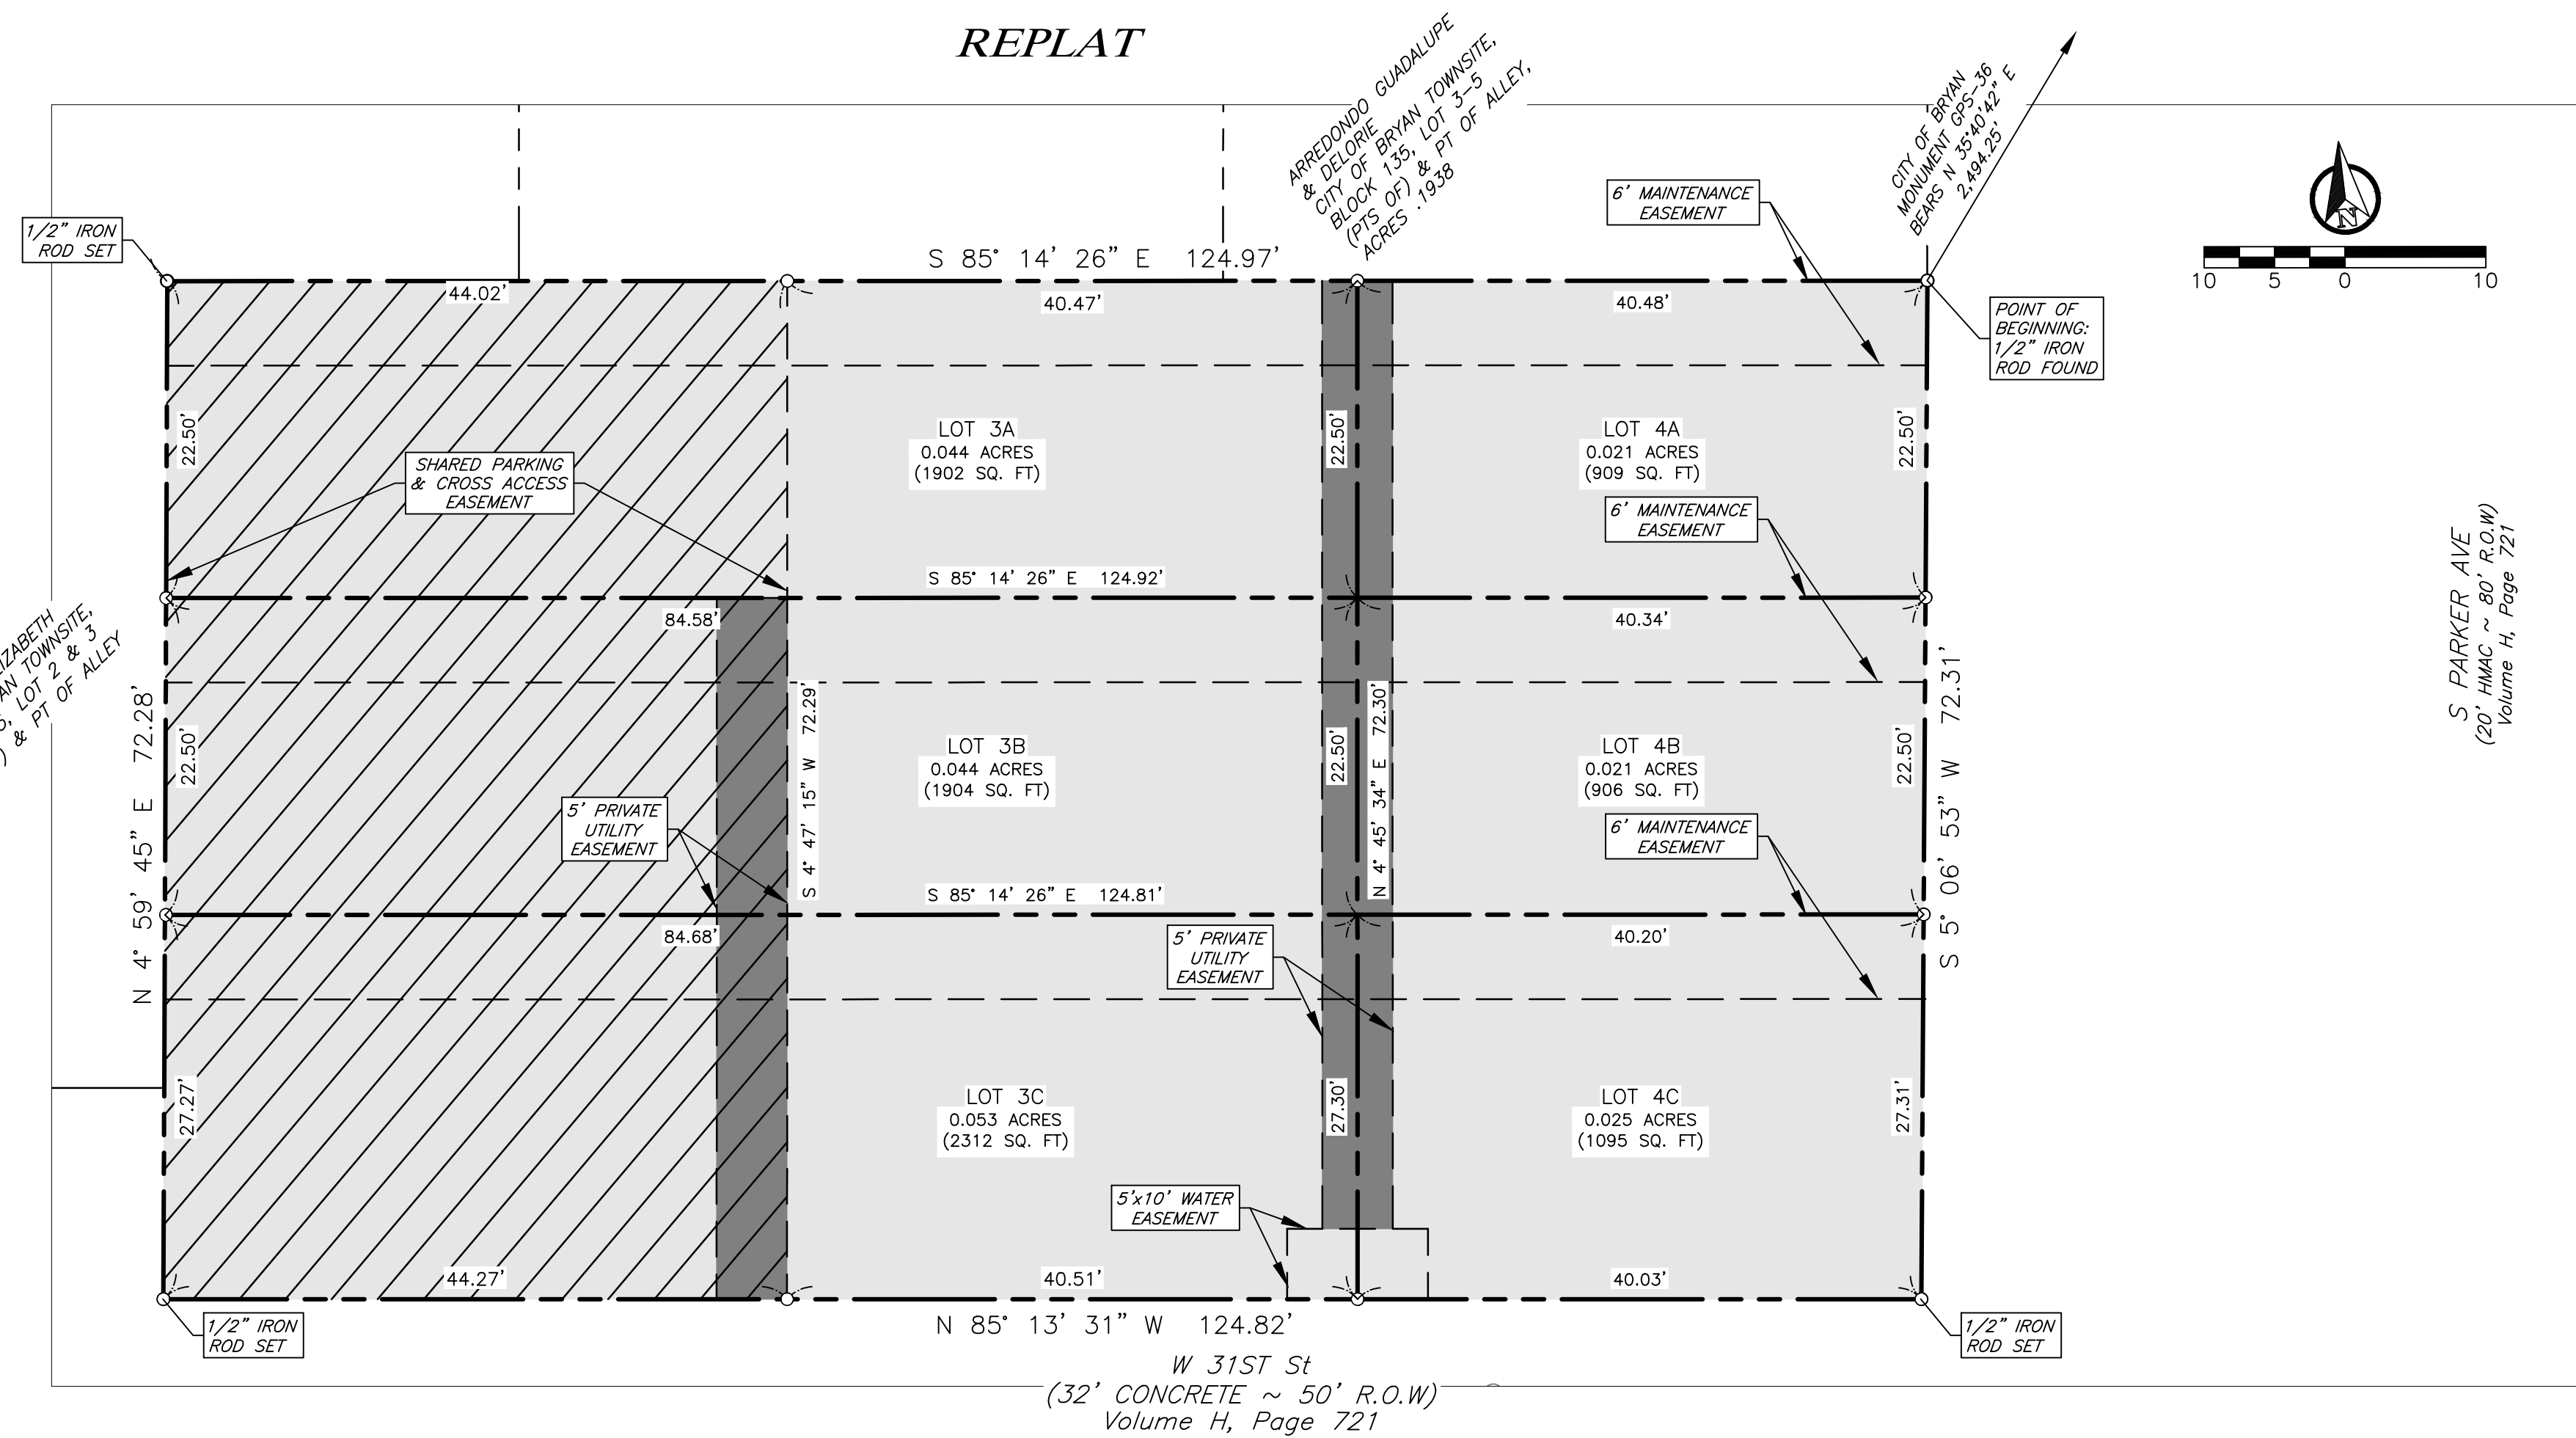 REPLAT
ARREDONDO GUADALUPE
& DELORIE
CITY OF BRYAN TOWNSITE,
BLOCK 135, LOT 3-5
(PTS OF) & PT OF ALLEY,
ACRES .1938
CITY OF BRYAN
MONUMENT GPS-36
BEARS N 35°40'42" E
2,494.25'
6' MAINTENANCE
EASEMENT
1/2" IRON
ROD SET
S 85° 14' 26" E 124.97'
44.02'
40.47'
40.48'
N
10 5 0 10
POINT OF
BEGINNING:
1/2" IRON
ROD FOUND
22.50'
SHARED PARKING
& CROSS ACCESS
EASEMENT
LOT 3A
0.044 ACRES
(1902 SQ. FT)
22.50'
LOT 4A
0.021 ACRES
(909 SQ. FT)
22.50'
6' MAINTENANCE
EASEMENT
S 85° 14' 26" E 124.92'
84.58'
40.34'
IZABETH
AN TOWNSITE,
LOT 2 & 3
) & PT OF ALLEY
N 4° 59' 45" E 72.28'
22.50'
5' PRIVATE
UTILITY
EASEMENT
S 4° 47' 15" W 72.29'
LOT 3B
0.044 ACRES
(1904 SQ. FT)
22.50'
N 4° 45' 34" E 72.30'
LOT 4B
0.021 ACRES
(906 SQ. FT)
22.50'
6' MAINTENANCE
EASEMENT
S 5° 06' 53" W 72.31'
S PARKER AVE
(20' HMAC ~ 80' R.O.W)
Volume H, Page 721
S 85° 14' 26" E 124.81'
84.68'
40.20'
5' PRIVATE
UTILITY
EASEMENT
27.27'
LOT 3C
0.053 ACRES
(2312 SQ. FT)
27.30'
LOT 4C
0.025 ACRES
(1095 SQ. FT)
27.31'
5'x10' WATER
EASEMENT
44.27'
40.51'
40.03'
1/2" IRON
ROD SET
N 85° 13' 31" W 124.82'
1/2" IRON
ROD SET
W 31ST St
(32' CONCRETE ~ 50' R.O.W)
Volume H, Page 721